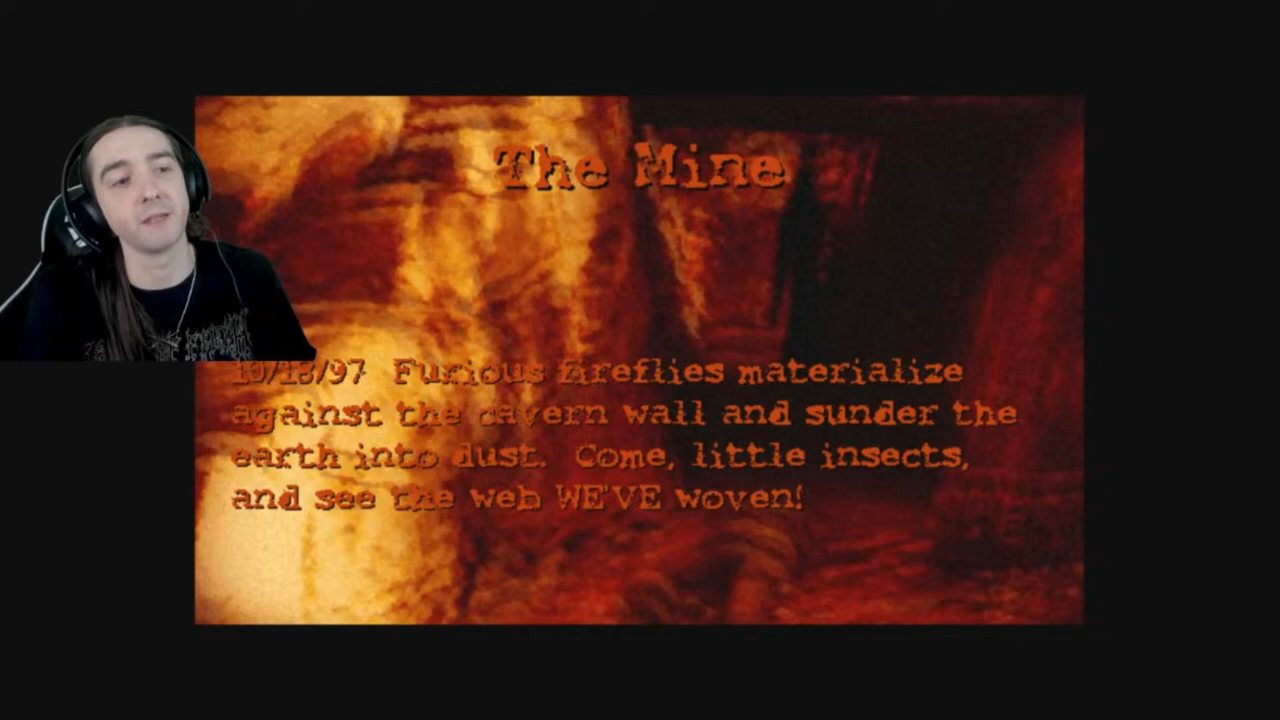 The Mine
10/13/97 Furious fireflies materialize
against the cavern wall and sunder the
earth into dust. Come, little insects,
and see the web WE'VE woven!